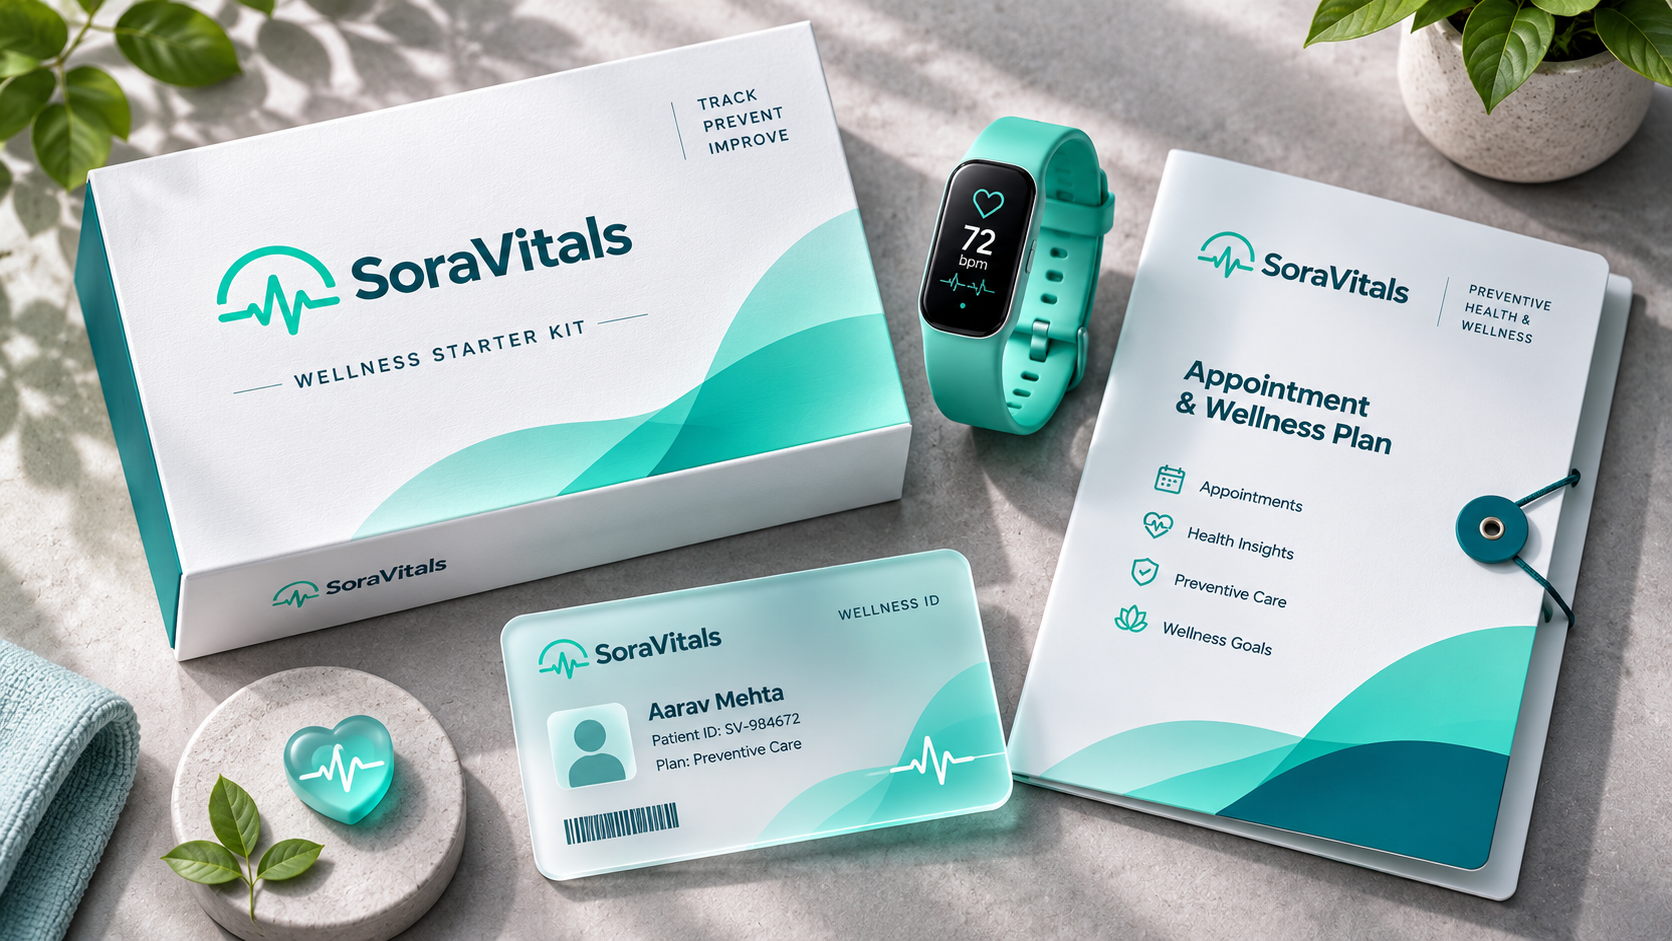 TRACK
PREVENT
IMPROVE
SoraVitals
WELLNESS STARTER KIT
SoraVitals
72
bpm
SoraVitals
PREVENTIVE
HEALTH &
WELLNESS
Appointment
& Wellness Plan
Appointments
Health Insights
Preventive Care
Wellness Goals
WELLNESS ID
SoraVitals
Aarav Mehta
Patient ID: SV-984672
Plan: Preventive Care